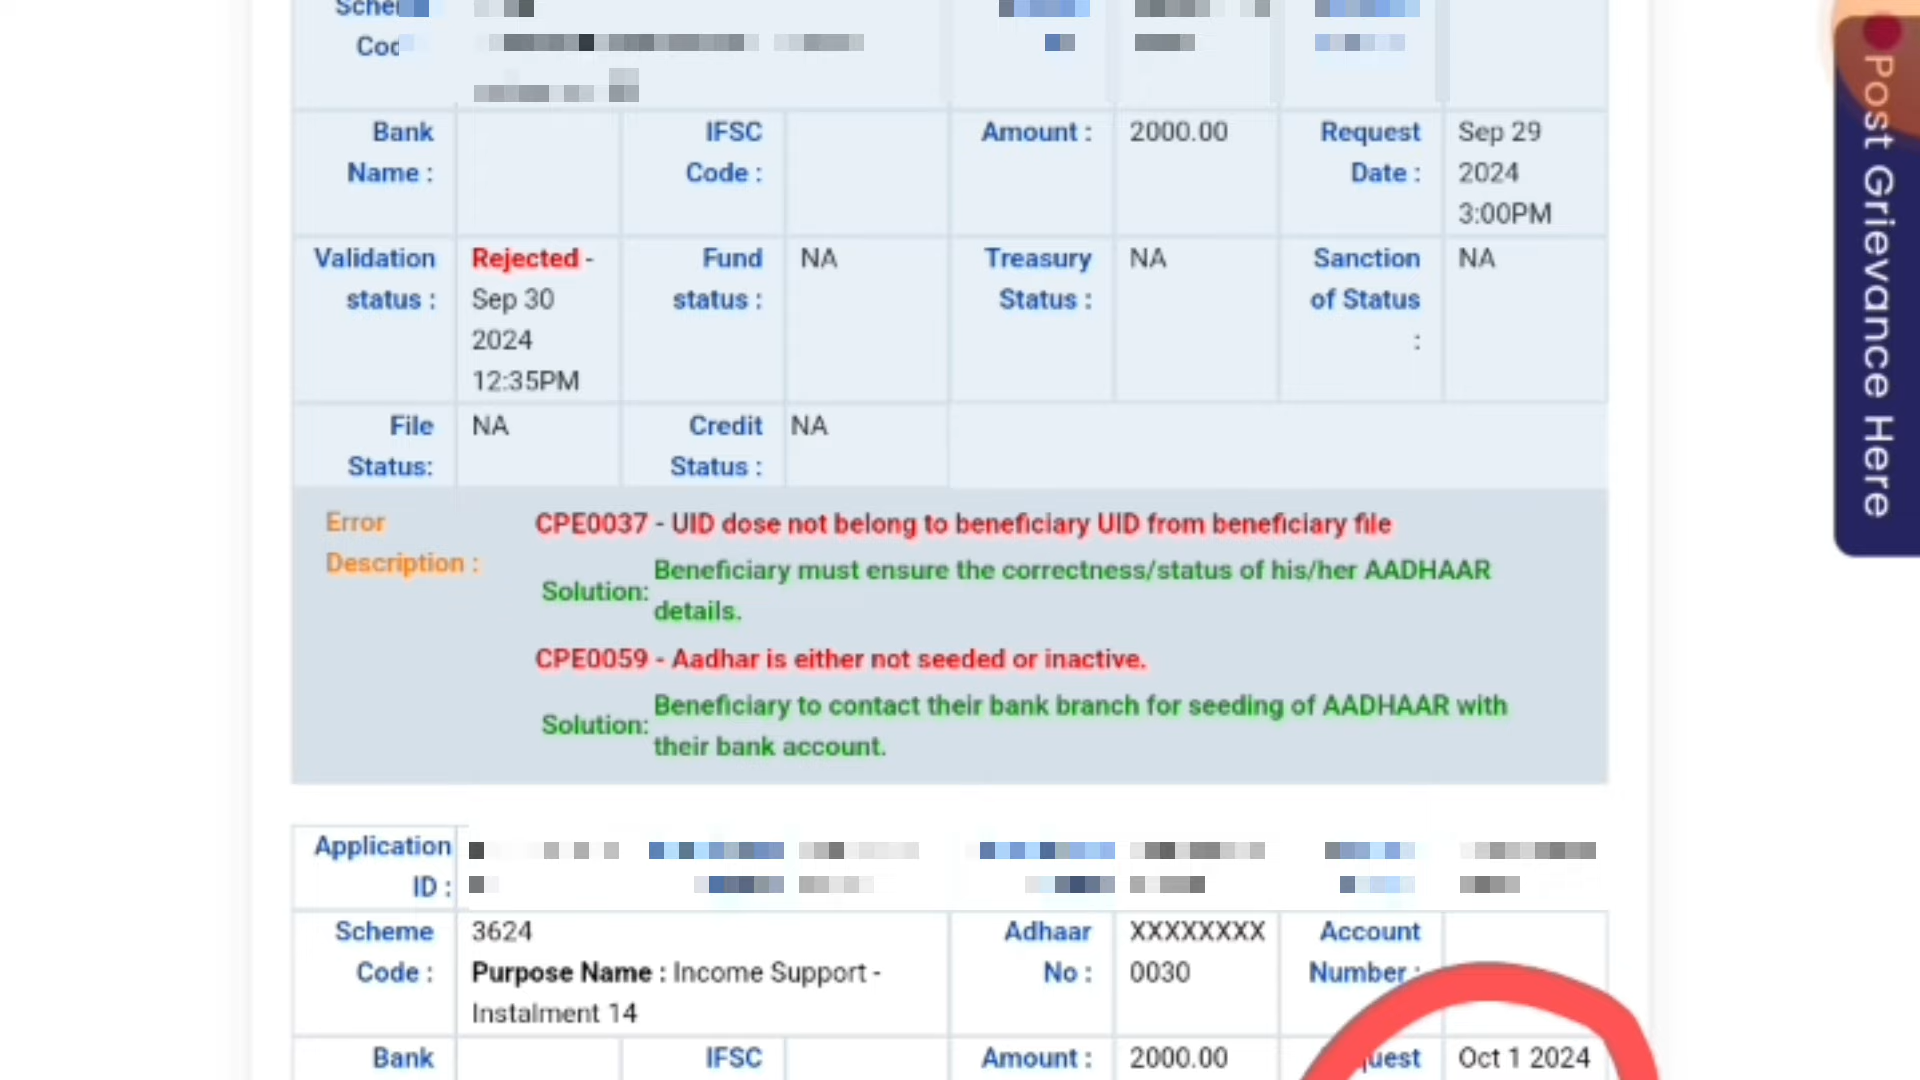 Scheme
Code
Bank Name :
IFSC Code :
Amount : 2000.00
Request Date : Sep 29 2024 3:00PM
Validation status : Rejected - Sep 30 2024 12:35PM
Fund status : NA
Treasury Status : NA
Sanction of Status : NA
File Status: NA
Credit Status : NA
Error Description :
CPE0037 - UID dose not belong to beneficiary UID from beneficiary file
Solution: Beneficiary must ensure the correctness/status of his/her AADHAAR details.
CPE0059 - Aadhar is either not seeded or inactive.
Solution: Beneficiary to contact their bank branch for seeding of AADHAAR with their bank account.
Application ID :
Scheme Code : 3624
Purpose Name : Income Support - Instalment 14
Adhaar No : XXXXXXXX 0030
Account Number :
Bank
IFSC
Amount : 2000.00
Oct 1 2024
Post Grievance Here